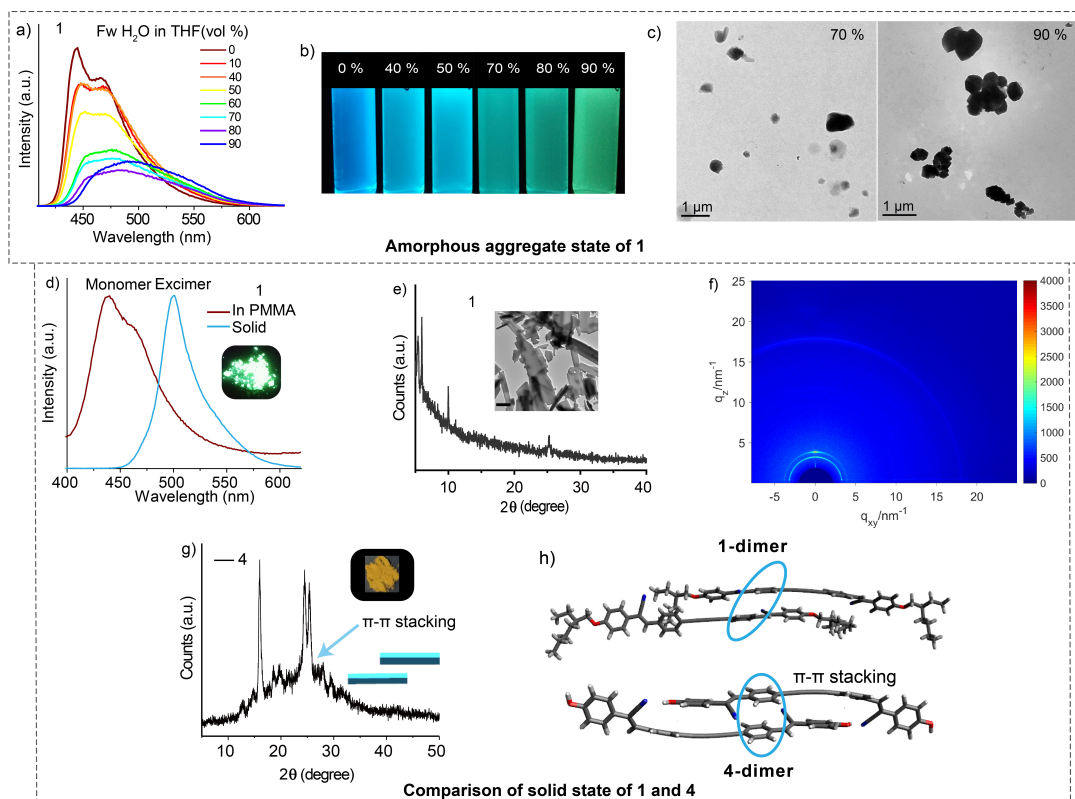 a)
1
Fw H2O in THF(vol %)
0
10
40
50
60
70
80
90
Intensity (a.u.)
450 500 550 600
Wavelength (nm)
b)
0 % 40 % 50 % 70 % 80 % 90 %
c)
70 %
90 %
1 µm
1 µm
Amorphous aggregate state of 1
d)
Monomer Excimer
1
In PMMA
Solid
Intensity (a.u.)
400 450 500 550 600
Wavelength (nm)
e)
1
Counts (a.u.)
10 20 30 40
2θ (degree)
f)
25
20
15
10
5
qz/nm-1
-5 0 5 10 15 20
qxy/nm-1
4000
3500
3000
2500
2000
1500
1000
500
0
g)
4
π-π stacking
Counts (a.u.)
10 20 30 40 50
2θ (degree)
h)
1-dimer
π-π stacking
4-dimer
Comparison of solid state of 1 and 4